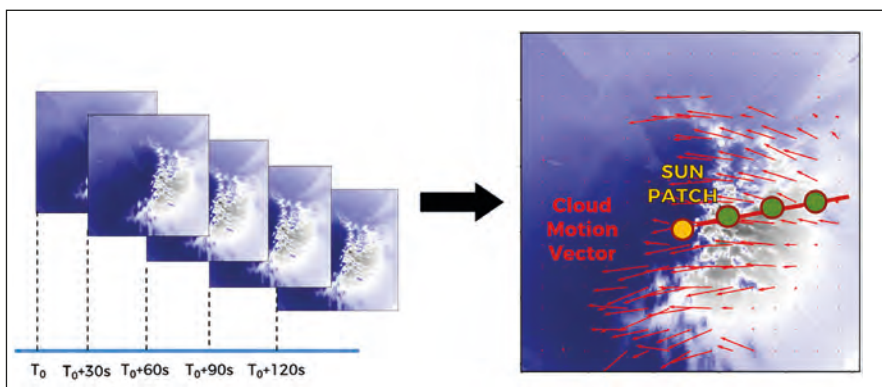 T₀
T₀+30s
T₀+60s
T₀+90s
T₀+120s
SUN
PATCH
Cloud
Motion
Vector